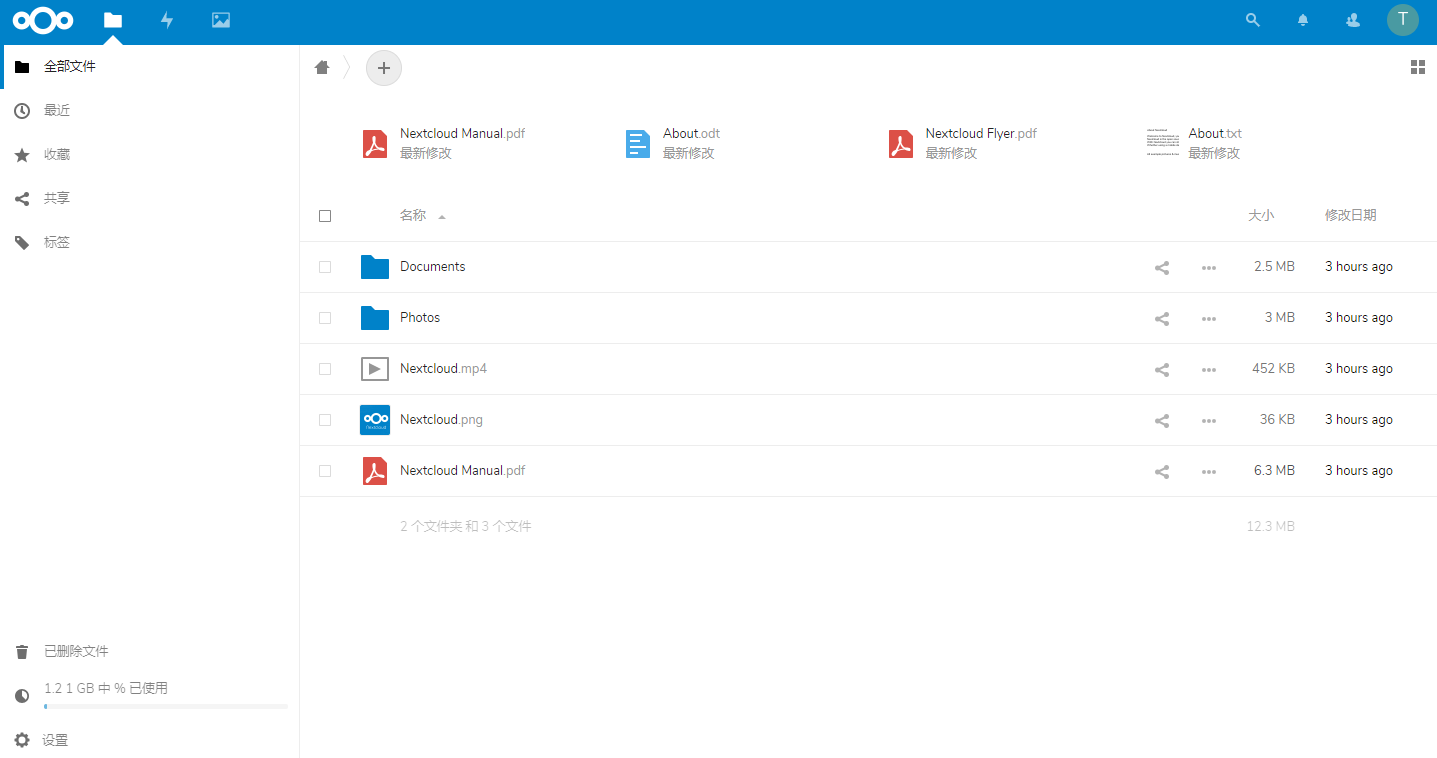 T
全部文件
最近
收藏
共享
标签
Nextcloud Manual.pdf
最新修改
About.odt
最新修改
Nextcloud Flyer.pdf
最新修改
About.txt
最新修改
名称 大小 修改日期
Documents 2.5 MB 3 hours ago
Photos 3 MB 3 hours ago
Nextcloud.mp4 452 KB 3 hours ago
Nextcloud.png 36 KB 3 hours ago
Nextcloud Manual.pdf 6.3 MB 3 hours ago
2 个文件夹 和 3 个文件 12.3 MB
已删除文件
1.2 1 GB 中 % 已使用
设置